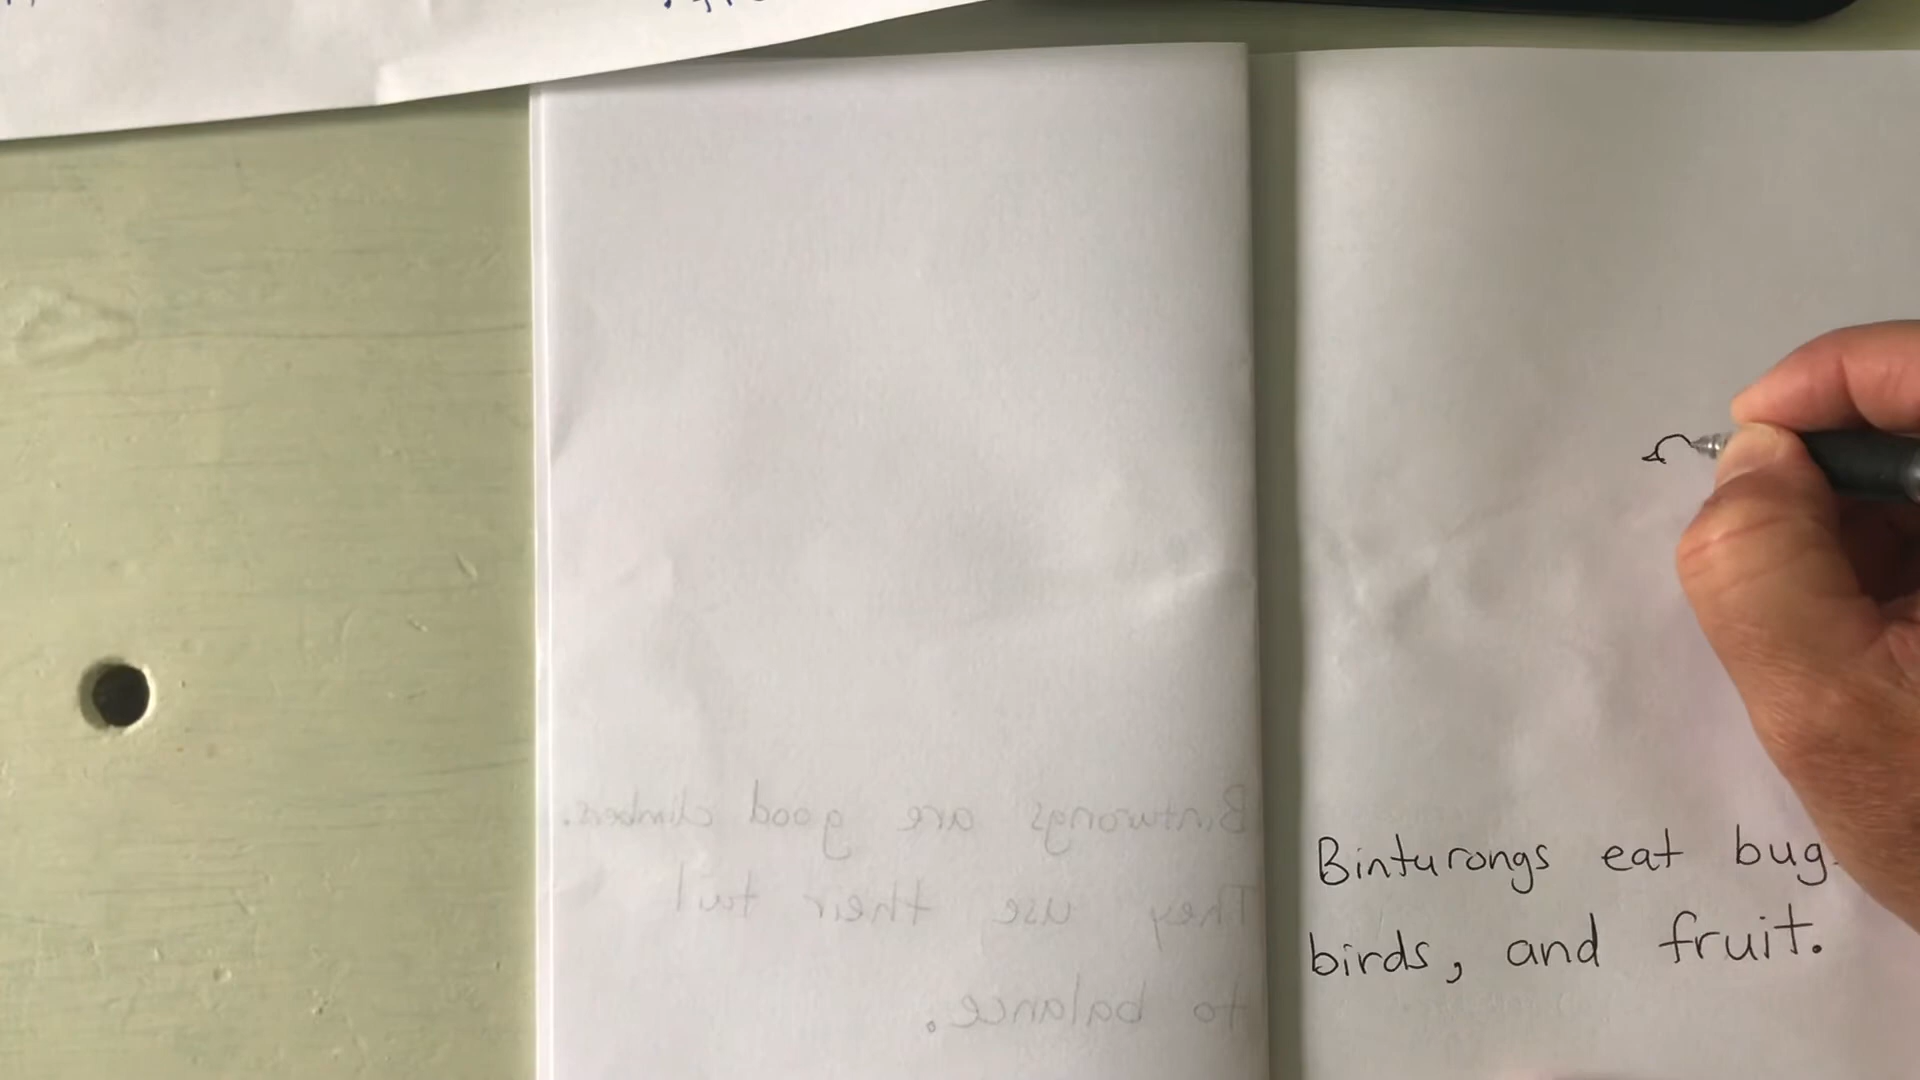 Binturongs are good climbers.
They use their tail
to balance.
Binturongs eat bug
birds, and fruit.